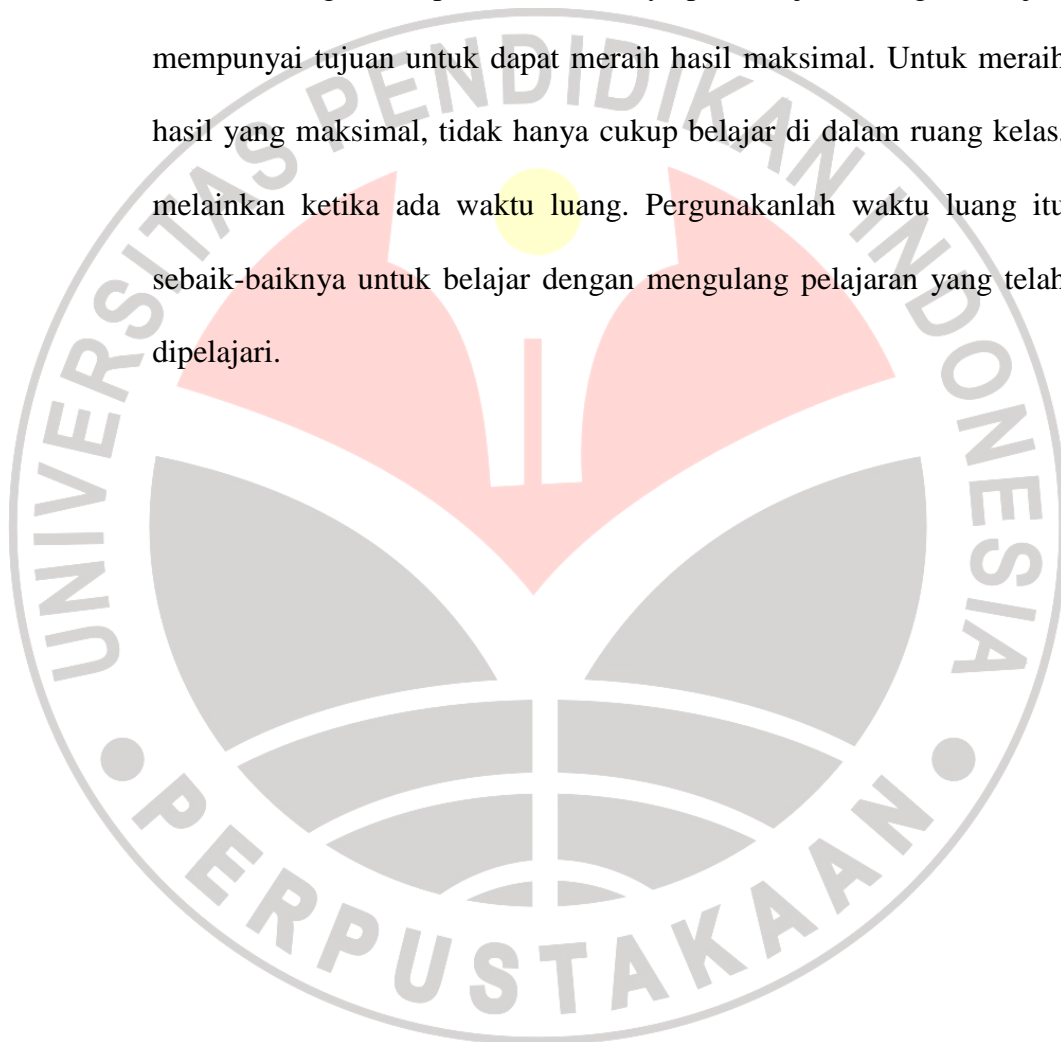 mempunyai tujuan untuk dapat meraih hasil maksimal. Untuk meraih
hasil yang maksimal, tidak hanya cukup belajar di dalam ruang kelas,
melainkan ketika ada waktu luang. Pergunakanlah waktu luang itu
sebaik-baiknya untuk belajar dengan mengulang pelajaran yang telah
dipelajari.
UNIVERSITAS PENDIDIKAN INDONESIA
PERPUSTAKAAN